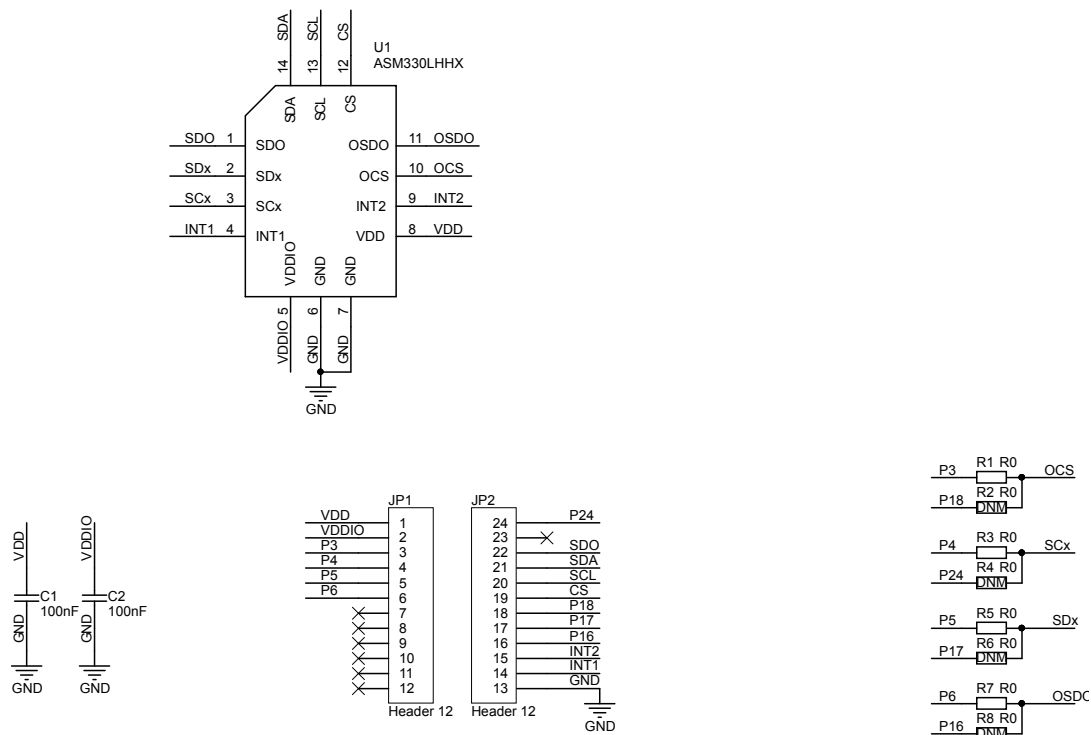 SDA
SCL
CS
U1
ASM330LHHX
14
13
12
SDA
SCL
CS
SDO 1 SDO OSDO 11 OSDO
SDx 2 SDx OCS 10 OCS
SCx 3 SCx INT2 9 INT2
INT1 4 INT1 VDD 8 VDD
VDDIO
GND
GND
5
6
7
VDDIO
GND
GND
GND
VDD
C1
100nF
GND
GND
VDDIO
C2
100nF
GND
GND
JP1
VDD 1
VDDIO 2
P3 3
P4 4
P5 5
P6 6
7
8
9
10
11
12
Header 12
JP2
24 P24
23
22 SDO
21 SDA
20 SCL
19 CS
18 P18
17 P17
16 P16
15 INT2
14 INT1
13 GND
Header 12
GND
P3 R1 R0 OCS
P18 R2 R0
DNM
P4 R3 R0 SCx
P24 R4 R0
DNM
P5 R5 R0 SDx
P17 R6 R0
DNM
P6 R7 R0 OSDO
P16 R8 R0
DNM